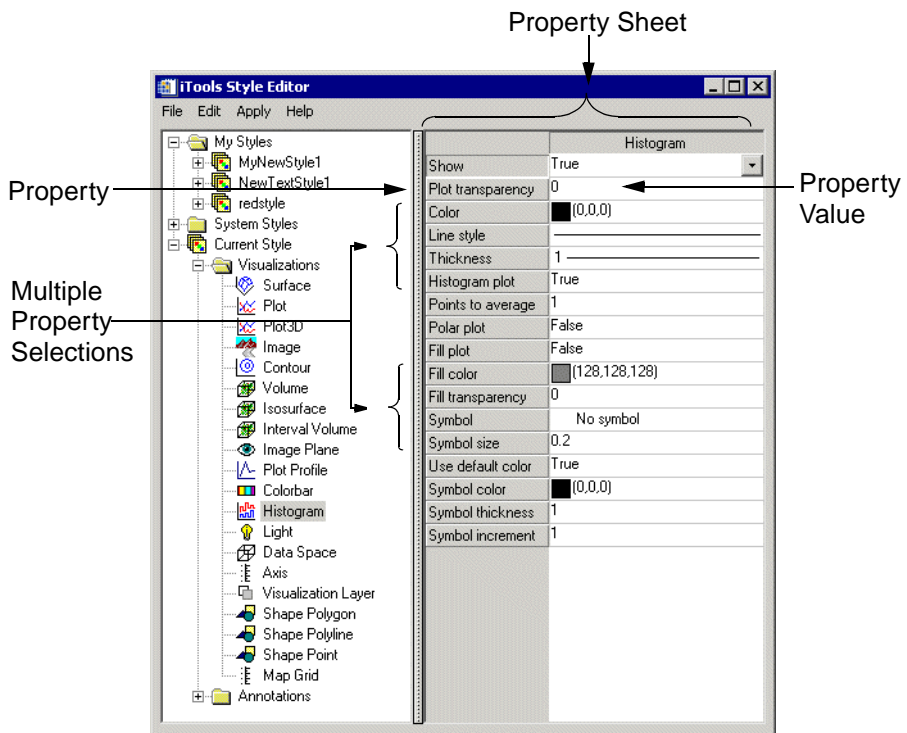 Property Sheet
iTools Style Editor
File Edit Apply Help
My Styles
MyNewStyle1
NewTextStyle1
redstyle
System Styles
Current Style
Visualizations
Surface
Plot
Plot3D
Image
Contour
Volume
Isosurface
Interval Volume
Image Plane
Plot Profile
Colorbar
Histogram
Light
Data Space
Axis
Visualization Layer
Shape Polygon
Shape Polyline
Shape Point
Map Grid
Annotations
Histogram
Show True
Plot transparency 0
Color (0,0,0)
Line style
Thickness 1
Histogram plot True
Points to average 1
Polar plot False
Fill plot False
Fill color (128,128,128)
Fill transparency 0
Symbol No symbol
Symbol size 0.2
Use default color True
Symbol color (0,0,0)
Symbol thickness 1
Symbol increment 1
Property
Multiple
Property
Selections
Property
Value